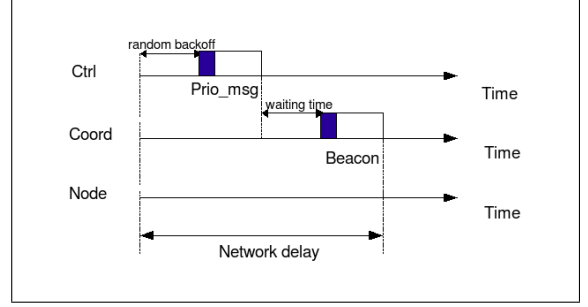 random backoff
Ctrl
Prio_msg
Time
waiting time
Coord
Beacon
Time
Node
Time
Network delay